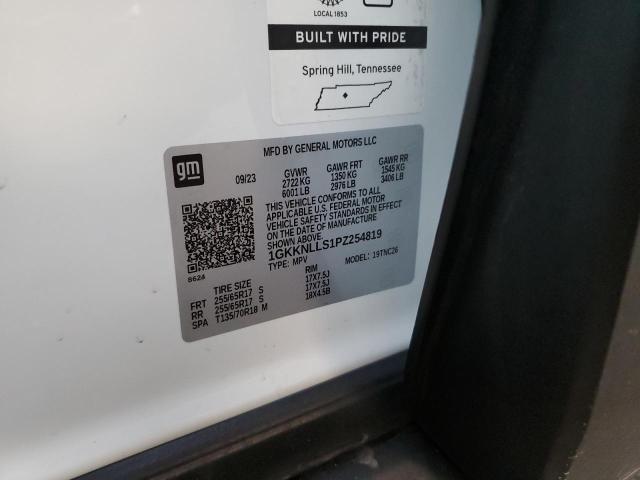 LOCAL 1853
BUILT WITH PRIDE
Spring Hill, Tennessee
gm
MFD BY GENERAL MOTORS LLC
09/23 GVWR GAWR FRT GAWR RR
2722 KG 1350 KG 1545 KG
6001 LB 2976 LB 3406 LB
THIS VEHICLE CONFORMS TO ALL
APPLICABLE U.S. FEDERAL MOTOR
VEHICLE SAFETY STANDARDS IN EFFECT
ON THE DATE OF MANUFACTURE
SHOWN ABOVE.
1GKKNLLS1PZ254819
TYPE: MPV MODEL: 19TNC26
8624
TIRE SIZE RIM
FRT 255/65R17 S 17X7.5J
RR 255/65R17 S 17X7.5J
SPA T135/70R18 M 18X4.5B